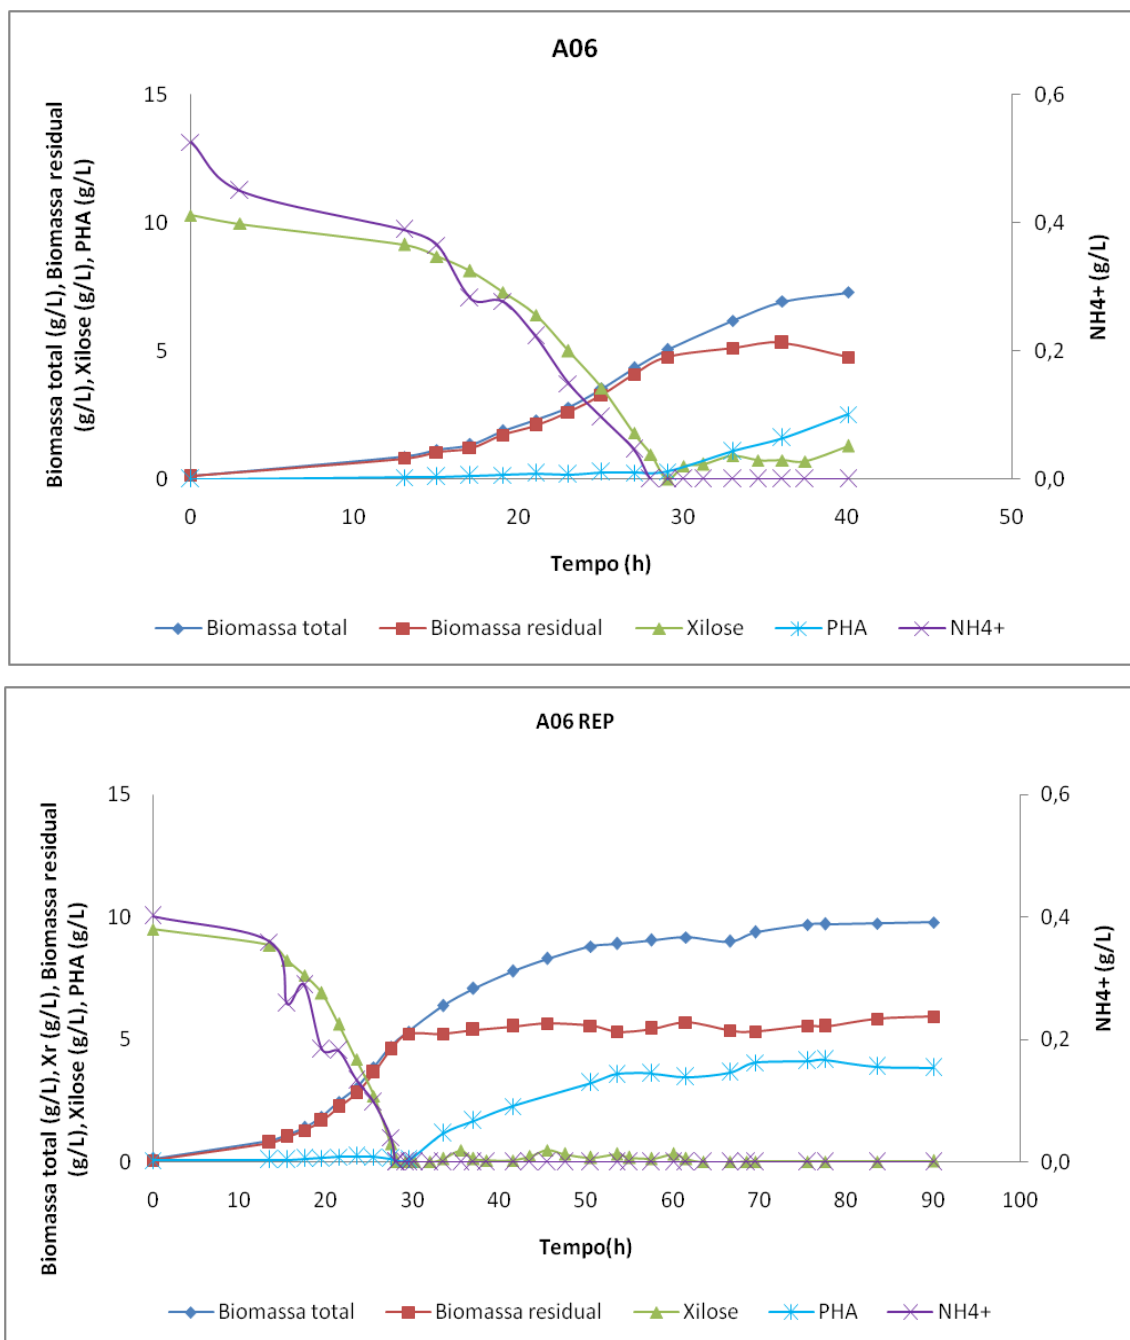 A06
Biomassa total (g/L), Biomassa residual
(g/L), Xilose (g/L), PHA (g/L)
15
10
5
0
0,6
0,4
0,2
0,0
NH4+ (g/L)
0 10 20 30 40 50
Tempo (h)
Biomassa total Biomassa residual Xilose PHA NH4+
A06 REP
Biomassa total (g/L), Xr (g/L), Biomassa residual
(g/L), Xilose (g/L), PHA (g/L)
15
10
5
0
0,6
0,4
0,2
0,0
NH4+ (g/L)
0 10 20 30 40 50 60 70 80 90 100
Tempo(h)
Biomassa total Biomassa residual Xilose PHA NH4+